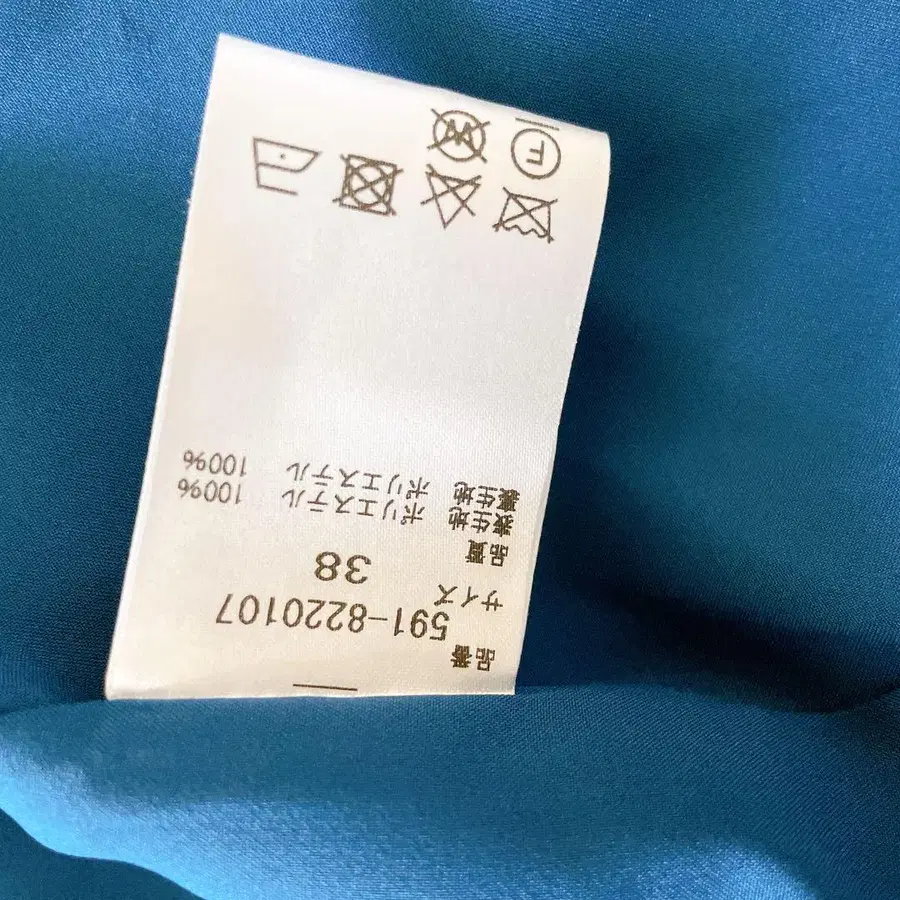 品番
591-8220107
サイズ
38
品質
表生地 ポリエステル 100%
裏生地 ポリエステル 100%
F W